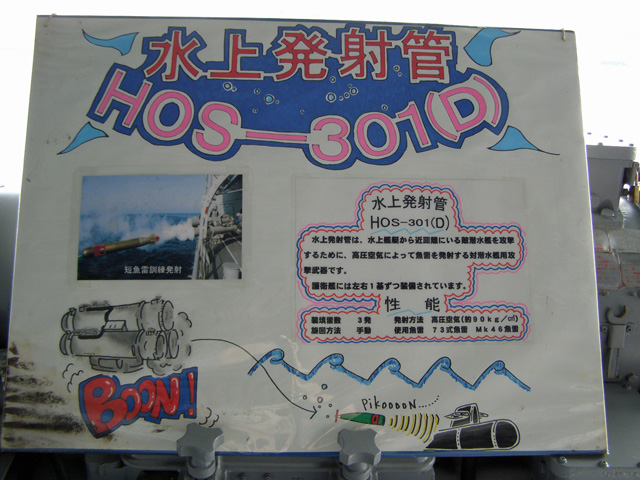 水上発射管
HOS-301(D)
短魚雷訓練発射
水上発射管
HOS-301(D)
水上発射管は、水上艦艇から近距離にいる敵潜水艦を攻撃
するために、高圧空気によって魚雷を発射する対潜水艦用攻
撃武器です。
護衛艦には左右1基ずつ装備されています。
性能
装填雷数 3発 発射方法 高圧空気(約90kg/㎠)
旋回方法 手動 使用魚雷 73式魚雷 Mk46魚雷
BOON!
PiKOOOON.....